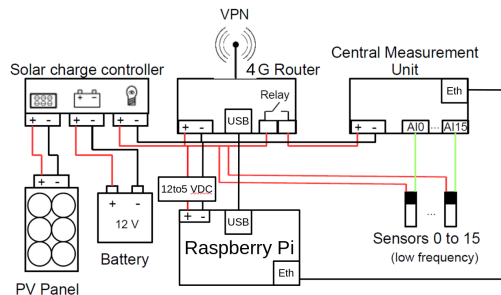 VPN
Solar charge controller
4 G Router
Central Measurement
Unit
Relay
Eth
USB
+ -
+ -
+ -
+ -
+ -
AI0 ... AI15
12to5 VDC
+ -
+ -
+ -
12 V
USB
...
Raspberry Pi
Sensors 0 to 15
(low frequency)
Battery
Eth
PV Panel